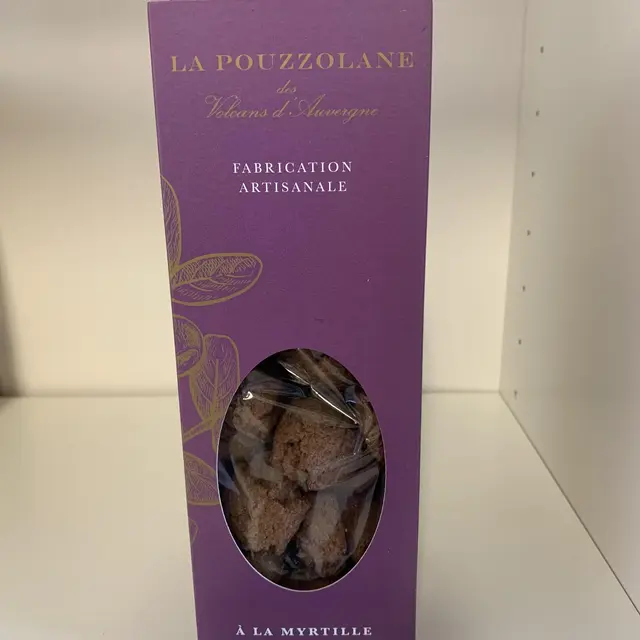 LA POUZZOLANE
des
Volcans d'Auvergne
FABRICATION
ARTISANALE
À LA MYRTILLE